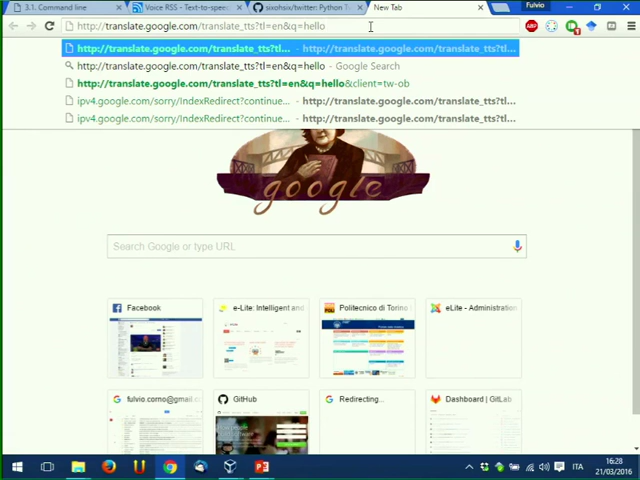 3.1. Command line
Voice RSS - Text-to-speec
sixohsix/twitter: Python T
New Tab
Fulvio
http://translate.google.com/translate_tts?tl=en&q=hello
http://translate.google.com/translate_tts?tl... - http://translate.google.com/translate_tts?tl...
http://translate.google.com/translate_tts?tl=en&q=hello - Google Search
http://translate.google.com/translate_tts?tl=en&q=hello&client=tw-ob
ipv4.google.com/sorry/IndexRedirect?continue... - http://translate.google.com/translate_tts?tl...
ipv4.google.com/sorry/IndexRedirect?continue... - http://translate.google.com/translate_tts?tl...
google
Search Google or type URL
Facebook
e-Lite: Intelligent and
Politecnico di Torino
eLite - Administration
fulvio.corno@gmail.c
GitHub
Redirecting...
Dashboard | GitLab
ABP
ITA
16:28
21/03/2016